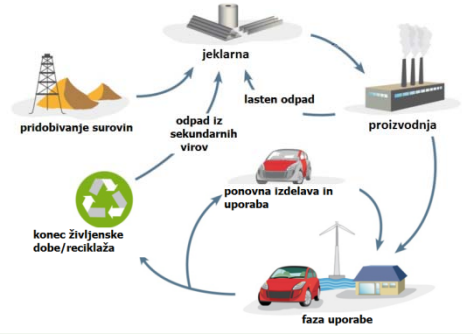 jeklarna
lasten odpad
pridobivanje surovin
odpad iz
sekundarnih
virov
proizvodnja
ponovna izdelava in
uporaba
konec življenske
dobe/reciklaža
faza uporabe